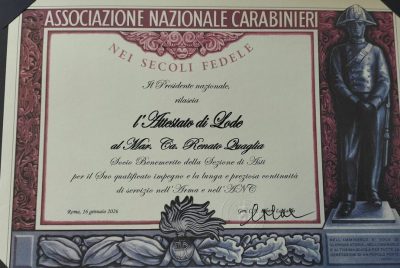 ASSOCIAZIONE NAZIONALE CARABINIERI
NEI SECOLI FEDELE
Il Presidente nazionale,
rilascia
l'Attestato di Lode
al Mar. Ca. Renato Quaglia
Socio Benemerito della Sezione di Asti
per il Suo qualificato impegno e la lunga e preziosa continuità
di servizio nell'Arma e nell'ANC
Roma, 16 gennaio 2026